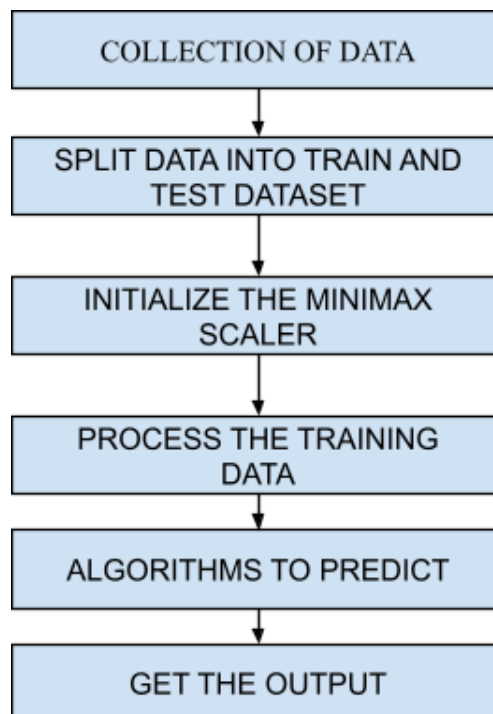 COLLECTION OF DATA
SPLIT DATA INTO TRAIN AND
TEST DATASET
INITIALIZE THE MINIMAX
SCALER
PROCESS THE TRAINING
DATA
ALGORITHMS TO PREDICT
GET THE OUTPUT